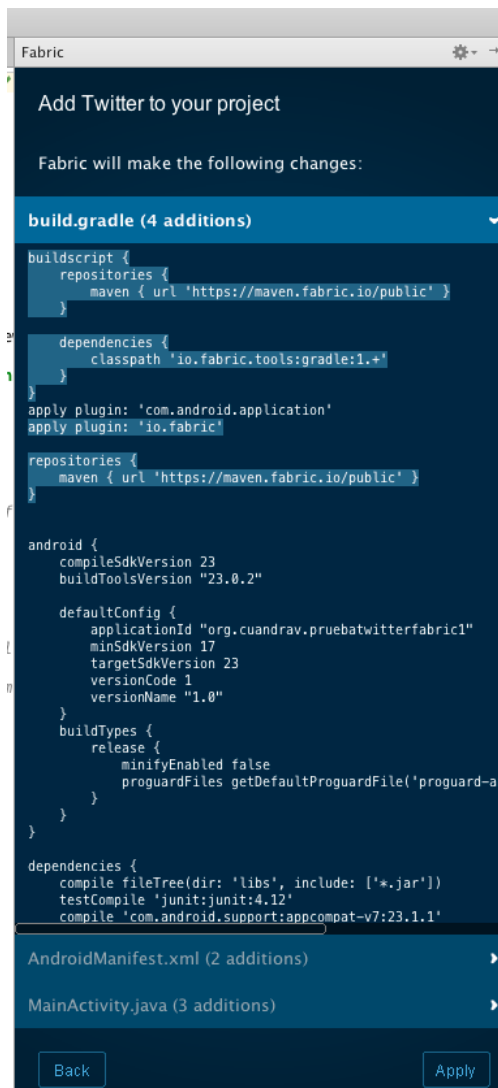 Fabric
Add Twitter to your project
Fabric will make the following changes:
build.gradle (4 additions)
buildscript {
    repositories {
        maven { url 'https://maven.fabric.io/public' }
    }

    dependencies {
        classpath 'io.fabric.tools:gradle:1.+'
    }
}
apply plugin: 'com.android.application'
apply plugin: 'io.fabric'

repositories {
    maven { url 'https://maven.fabric.io/public' }
}

android {
    compileSdkVersion 23
    buildToolsVersion "23.0.2"

    defaultConfig {
        applicationId "org.cuandrav.pruebatwitterfabric1"
        minSdkVersion 17
        targetSdkVersion 23
        versionCode 1
        versionName "1.0"
    }
    buildTypes {
        release {
            minifyEnabled false
            proguardFiles getDefaultProguardFile('proguard-a
        }
    }
}

dependencies {
    compile fileTree(dir: 'libs', include: ['*.jar'])
    testCompile 'junit:junit:4.12'
    compile 'com.android.support:appcompat-v7:23.1.1'
AndroidManifest.xml (2 additions)
MainActivity.java (3 additions)
Back
Apply